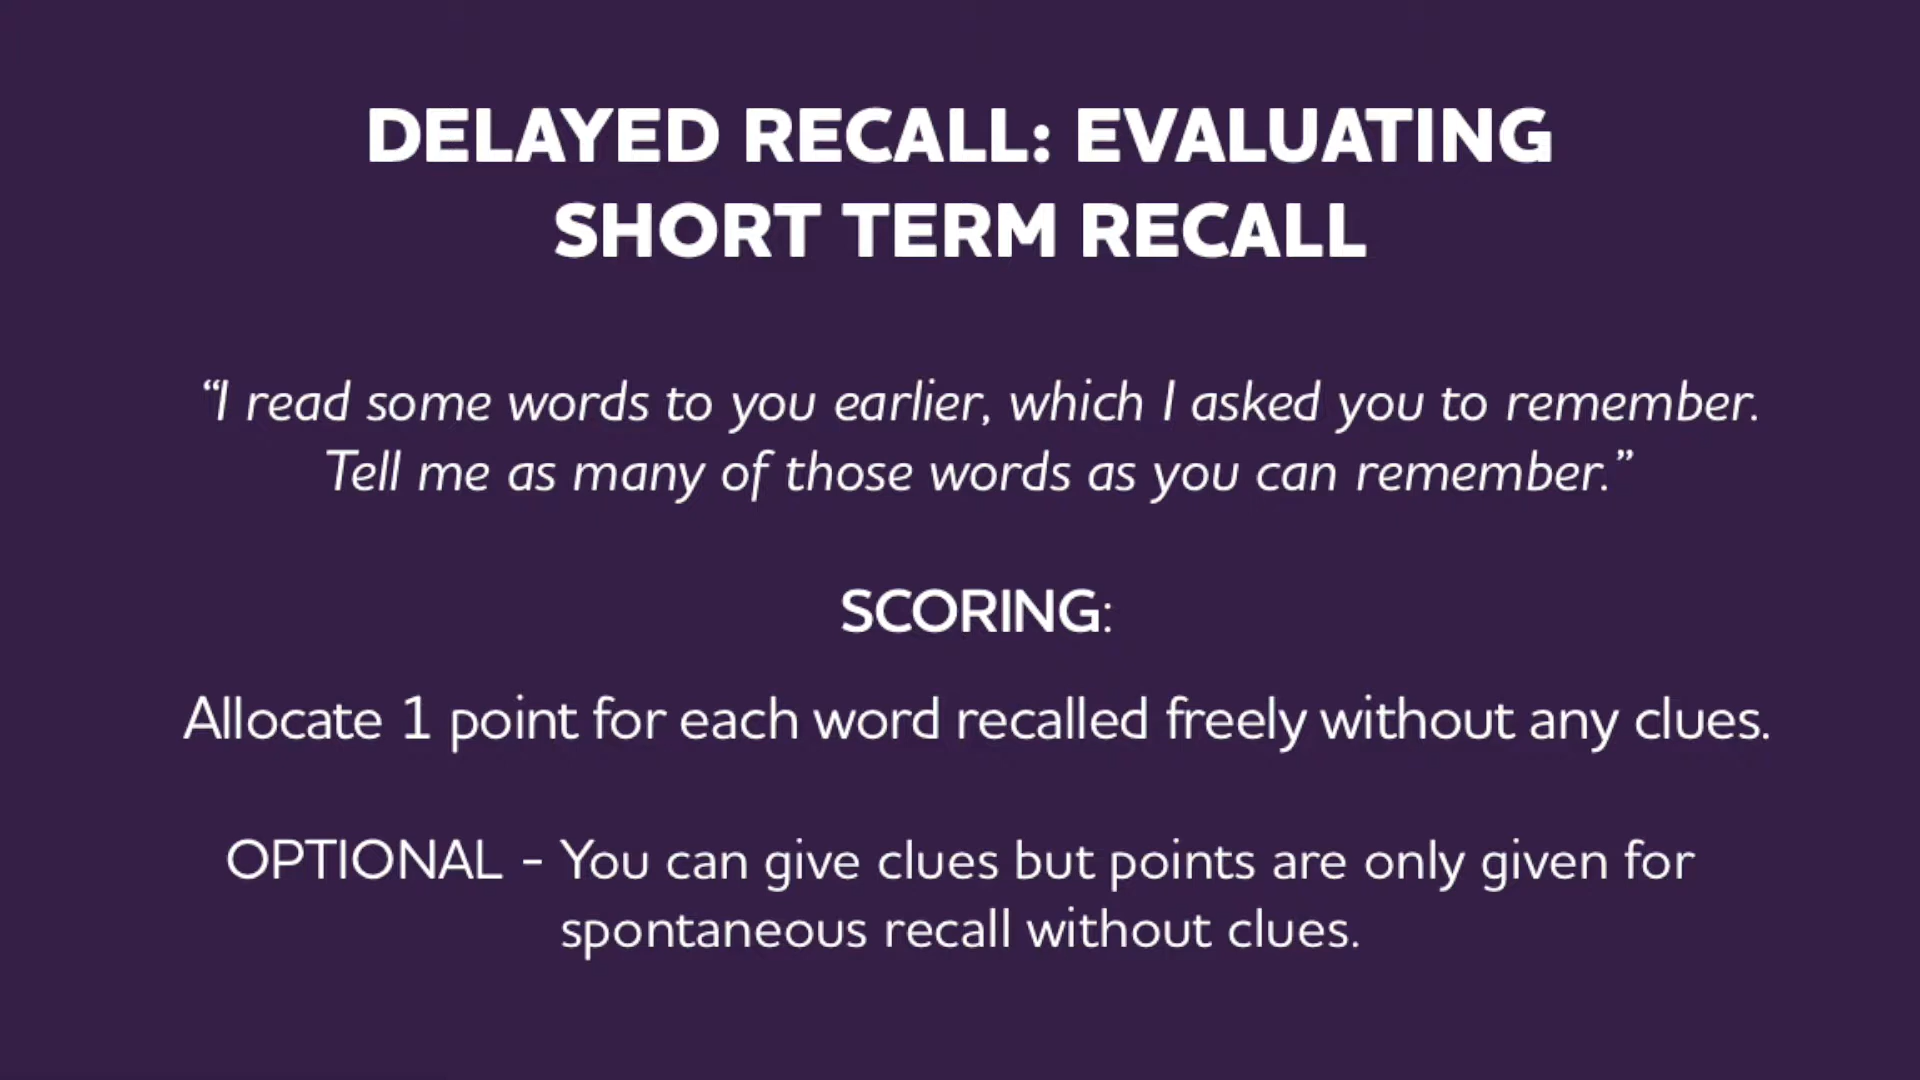 DELAYED RECALL: EVALUATING
SHORT TERM RECALL
“I read some words to you earlier, which I asked you to remember.
Tell me as many of those words as you can remember.”
SCORING:
Allocate 1 point for each word recalled freely without any clues.
OPTIONAL - You can give clues but points are only given for
spontaneous recall without clues.